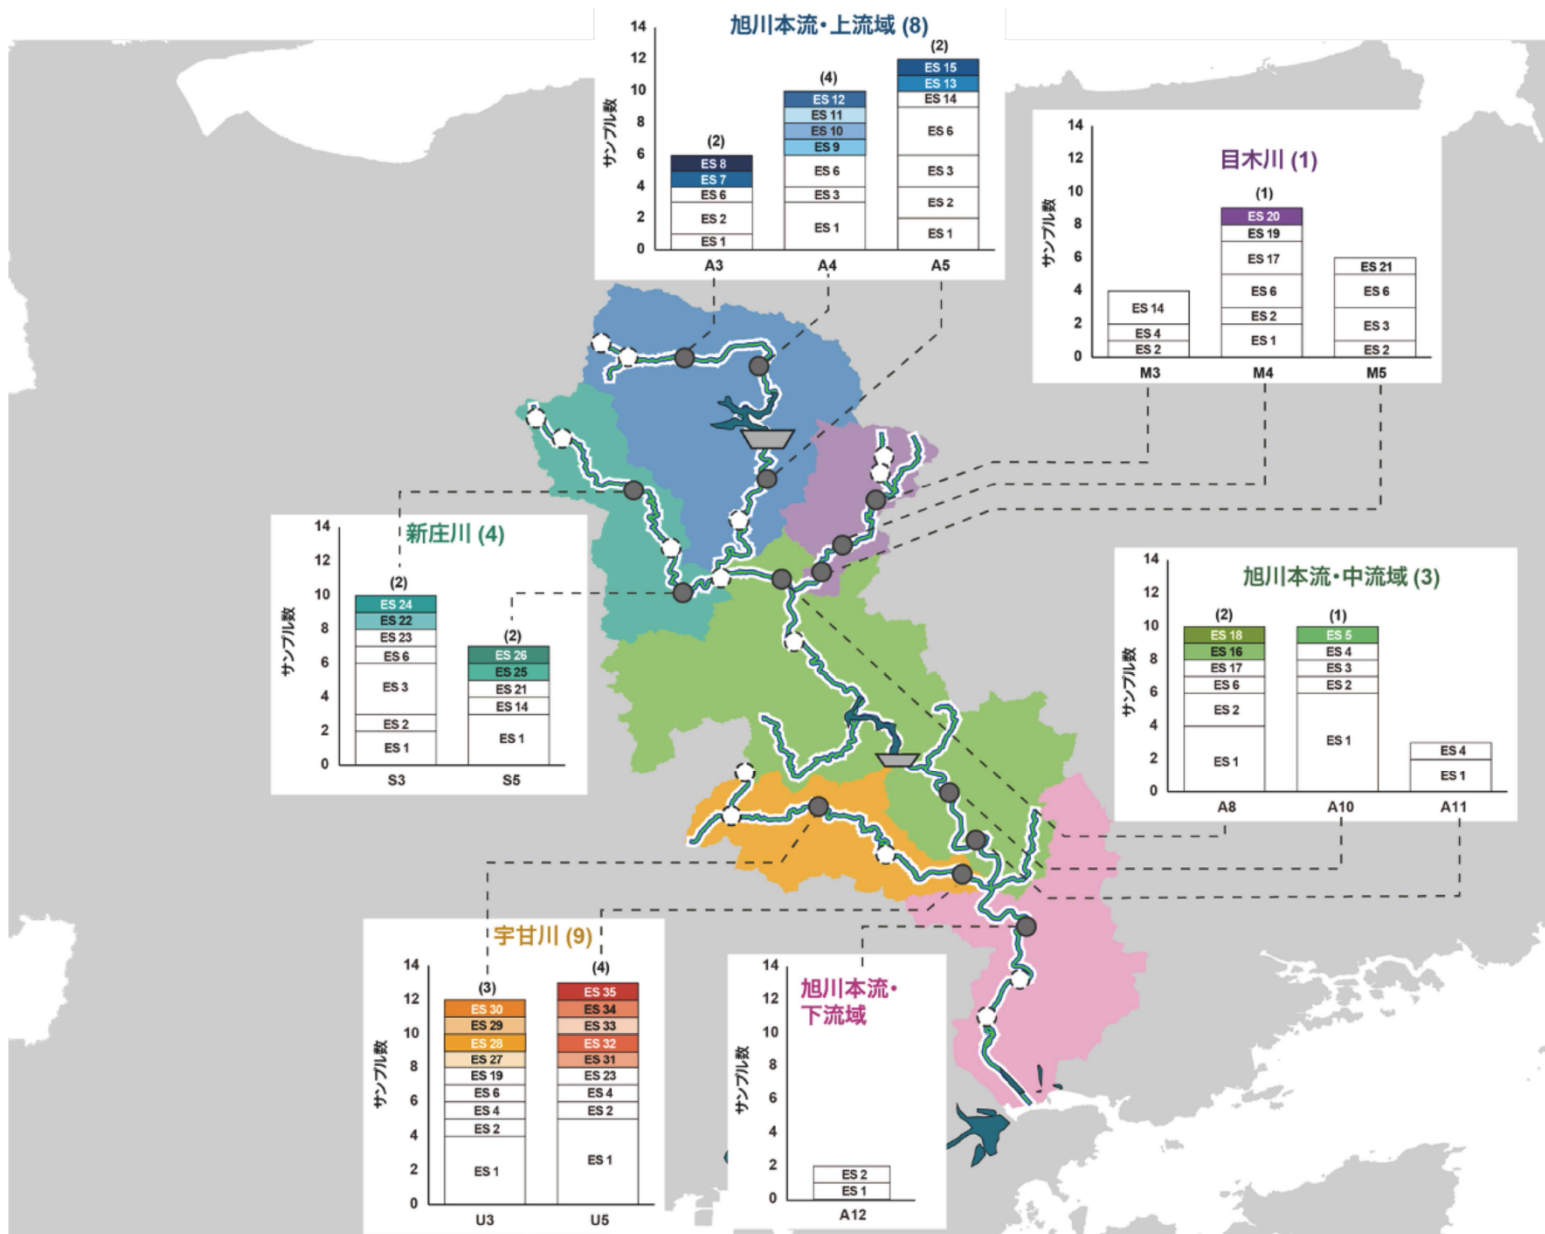 旭川本流・上流域 (8)
サンプル数
14
12
10
8
6
4
2
0
(2)
ES 8
ES 7
ES 6
ES 2
ES 1
A3
(4)
ES 12
ES 11
ES 10
ES 9
ES 6
ES 3
ES 1
A4
(2)
ES 15
ES 13
ES 14
ES 6
ES 3
ES 2
ES 1
A5
目木川 (1)
サンプル数
14
12
10
8
6
4
2
0
ES 14
ES 4
ES 2
M3
(1)
ES 20
ES 19
ES 17
ES 6
ES 2
ES 1
M4
ES 21
ES 6
ES 3
ES 2
M5
新庄川 (4)
サンプル数
14
12
10
8
6
4
2
0
(2)
ES 24
ES 22
ES 23
ES 6
ES 3
ES 2
ES 1
S3
(2)
ES 26
ES 25
ES 21
ES 14
ES 1
S5
旭川本流・中流域 (3)
サンプル数
14
12
10
8
6
4
2
0
(2)
ES 18
ES 16
ES 17
ES 6
ES 2
ES 1
A8
(1)
ES 5
ES 4
ES 3
ES 2
ES 1
A10
ES 4
ES 1
A11
宇甘川 (9)
サンプル数
14
12
10
8
6
4
2
0
(3)
ES 30
ES 29
ES 28
ES 27
ES 19
ES 6
ES 4
ES 2
ES 1
U3
(4)
ES 35
ES 34
ES 33
ES 32
ES 31
ES 23
ES 4
ES 2
ES 1
U5
旭川本流・
下流域
サンプル数
14
12
10
8
6
4
2
0
ES 2
ES 1
A12